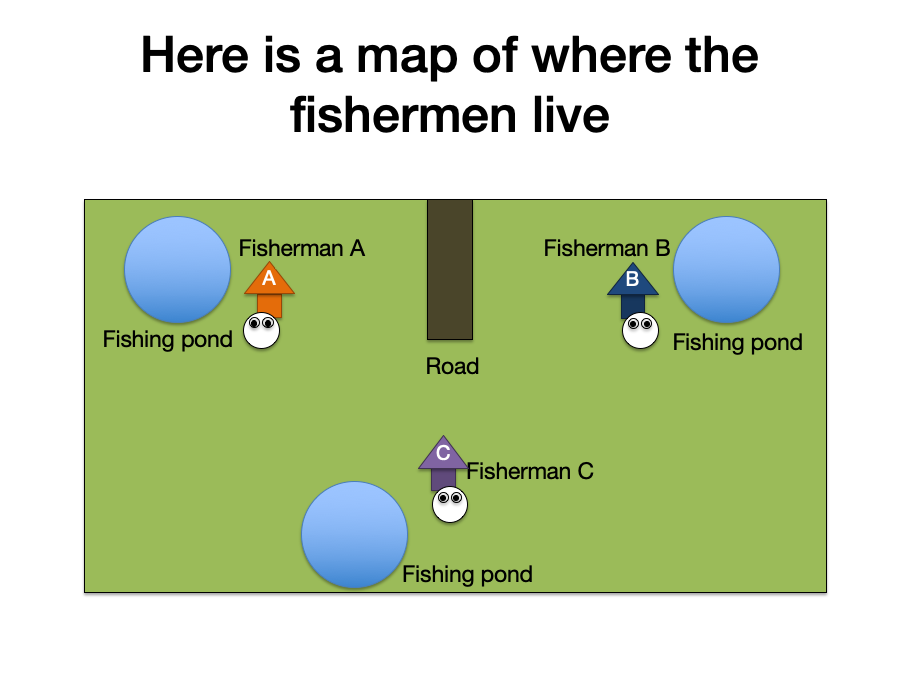 Here is a map of where the
fishermen live
Fisherman A
Fisherman B
A
B
Fishing pond
Fishing pond
Road
C
Fisherman C
Fishing pond